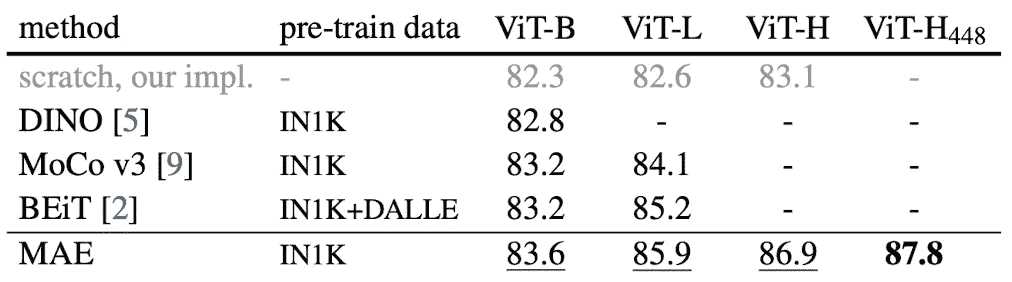 method pre-train data ViT-B ViT-L ViT-H ViT-H₄₄₈
scratch, our impl. - 82.3 82.6 83.1 -
DINO [5] IN1K 82.8 - - -
MoCo v3 [9] IN1K 83.2 84.1 - -
BEiT [2] IN1K+DALLE 83.2 85.2 - -
MAE IN1K 83.6 85.9 86.9 87.8